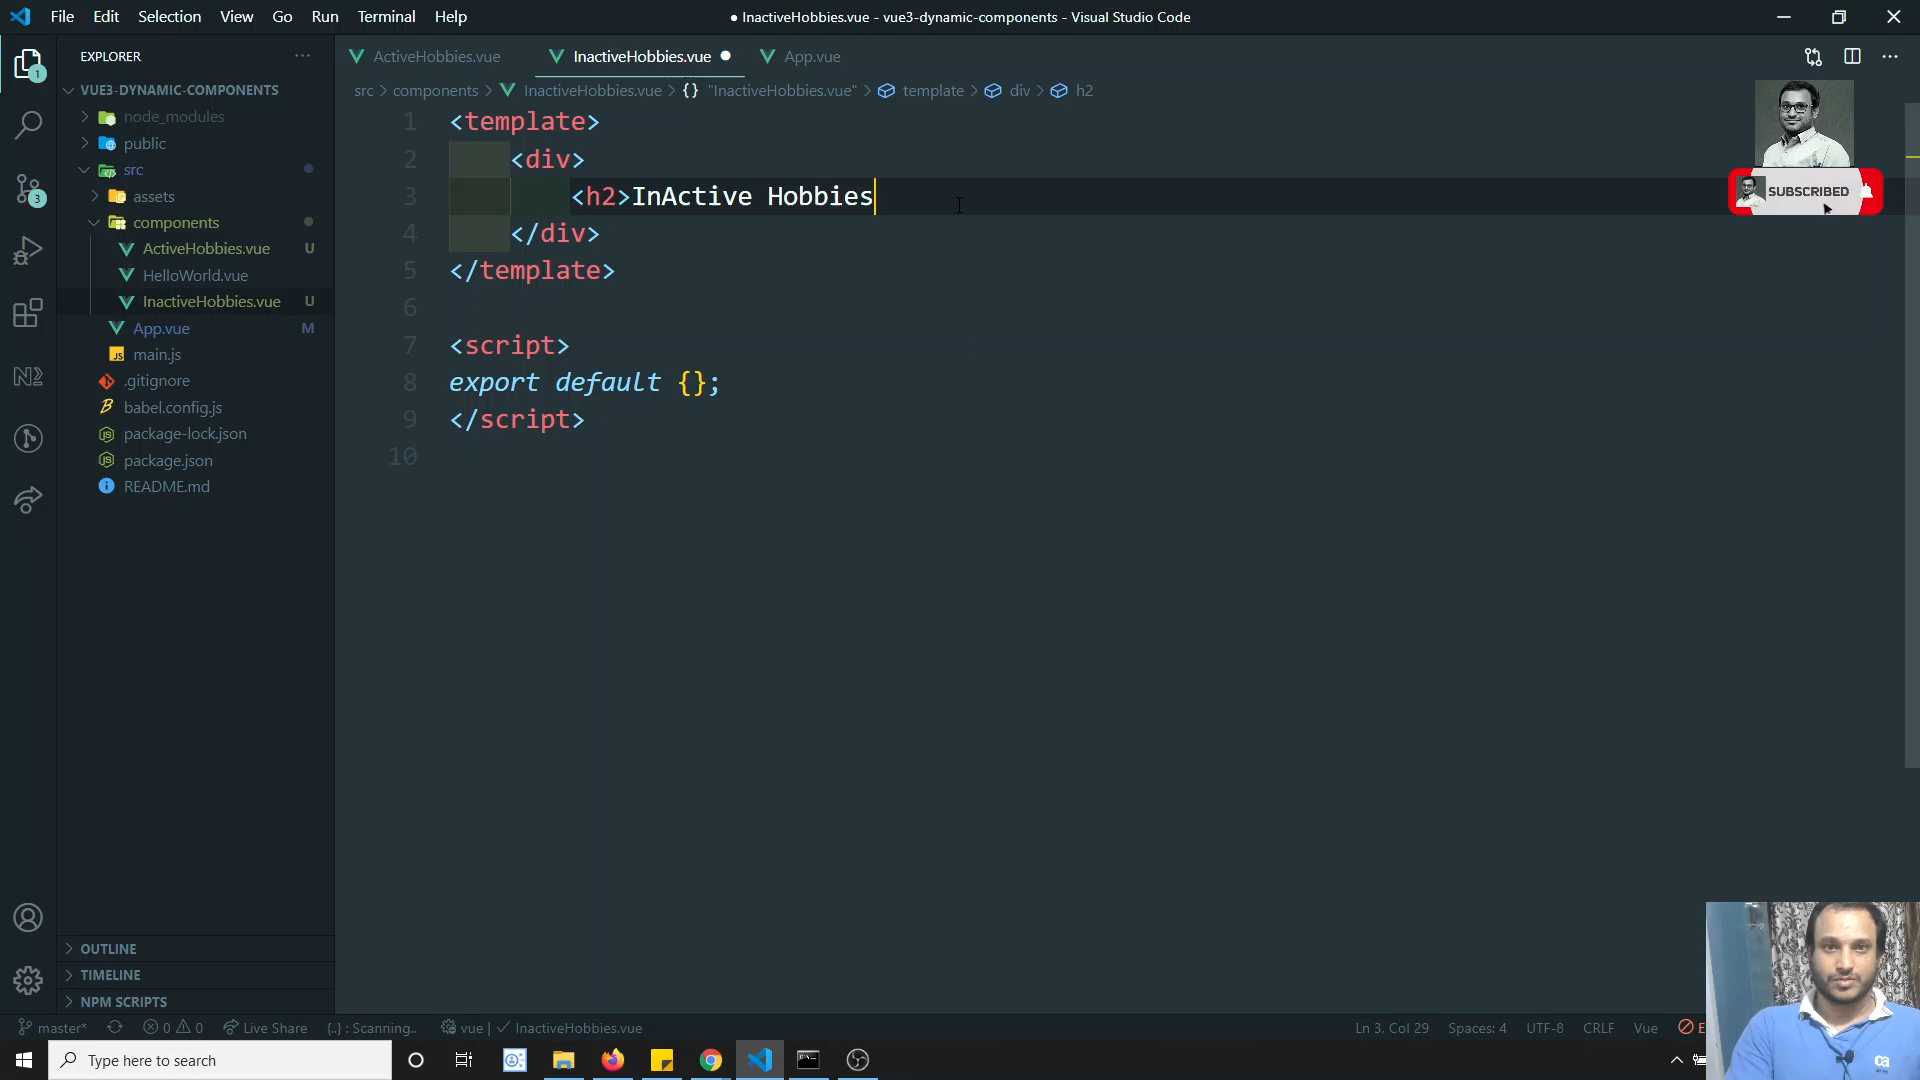 File Edit Selection View Go Run Terminal Help
● InactiveHobbies.vue - vue3-dynamic-components - Visual Studio Code
EXPLORER
ActiveHobbies.vue
InactiveHobbies.vue
App.vue
1
src > components > InactiveHobbies.vue > {} "InactiveHobbies.vue" > template > div > h2
VUE3-DYNAMIC-COMPONENTS
node_modules
public
src
assets
components
ActiveHobbies.vue U
HelloWorld.vue
InactiveHobbies.vue U
App.vue M
main.js
.gitignore
babel.config.js
package-lock.json
package.json
README.md
3
1 <template>
2 <div>
3 <h2>InActive Hobbies
4 </div>
5 </template>
6
7 <script>
8 export default {};
9 </script>
10
SUBSCRIBED
OUTLINE
TIMELINE
NPM SCRIPTS
master* 0 0 Live Share {..} : Scanning.. vue | InactiveHobbies.vue
Ln 3, Col 29 Spaces: 4 UTF-8 CRLF Vue
Type here to search